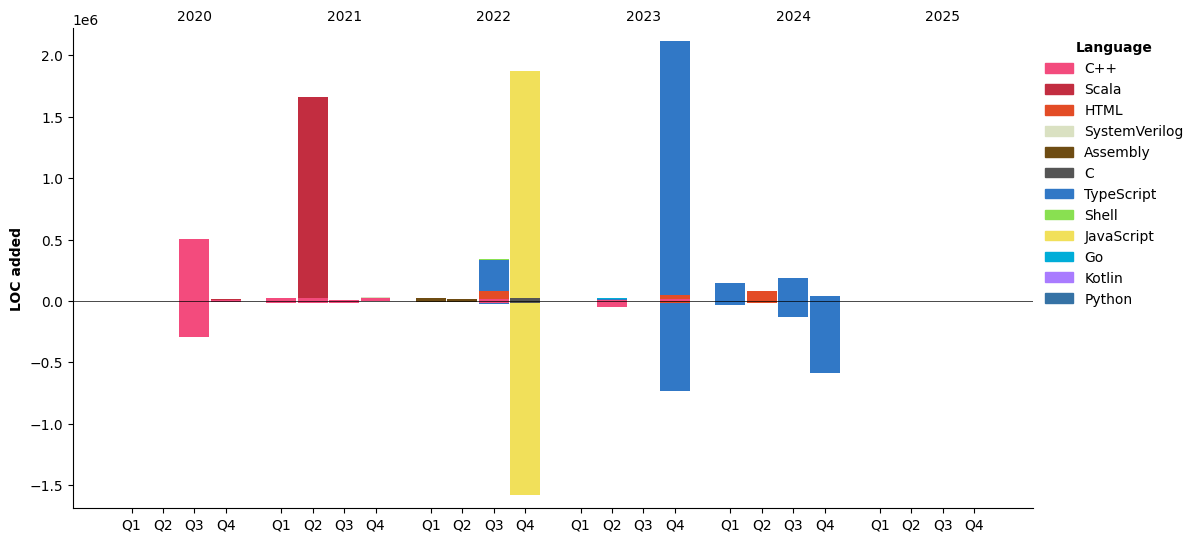 1e6
2020 2021 2022 2023 2024 2025
2.0
1.5
1.0
0.5
0.0
−0.5
−1.0
−1.5
LOC added
Q1 Q2 Q3 Q4 Q1 Q2 Q3 Q4 Q1 Q2 Q3 Q4 Q1 Q2 Q3 Q4 Q1 Q2 Q3 Q4 Q1 Q2 Q3 Q4
Language
C++
Scala
HTML
SystemVerilog
Assembly
C
TypeScript
Shell
JavaScript
Go
Kotlin
Python